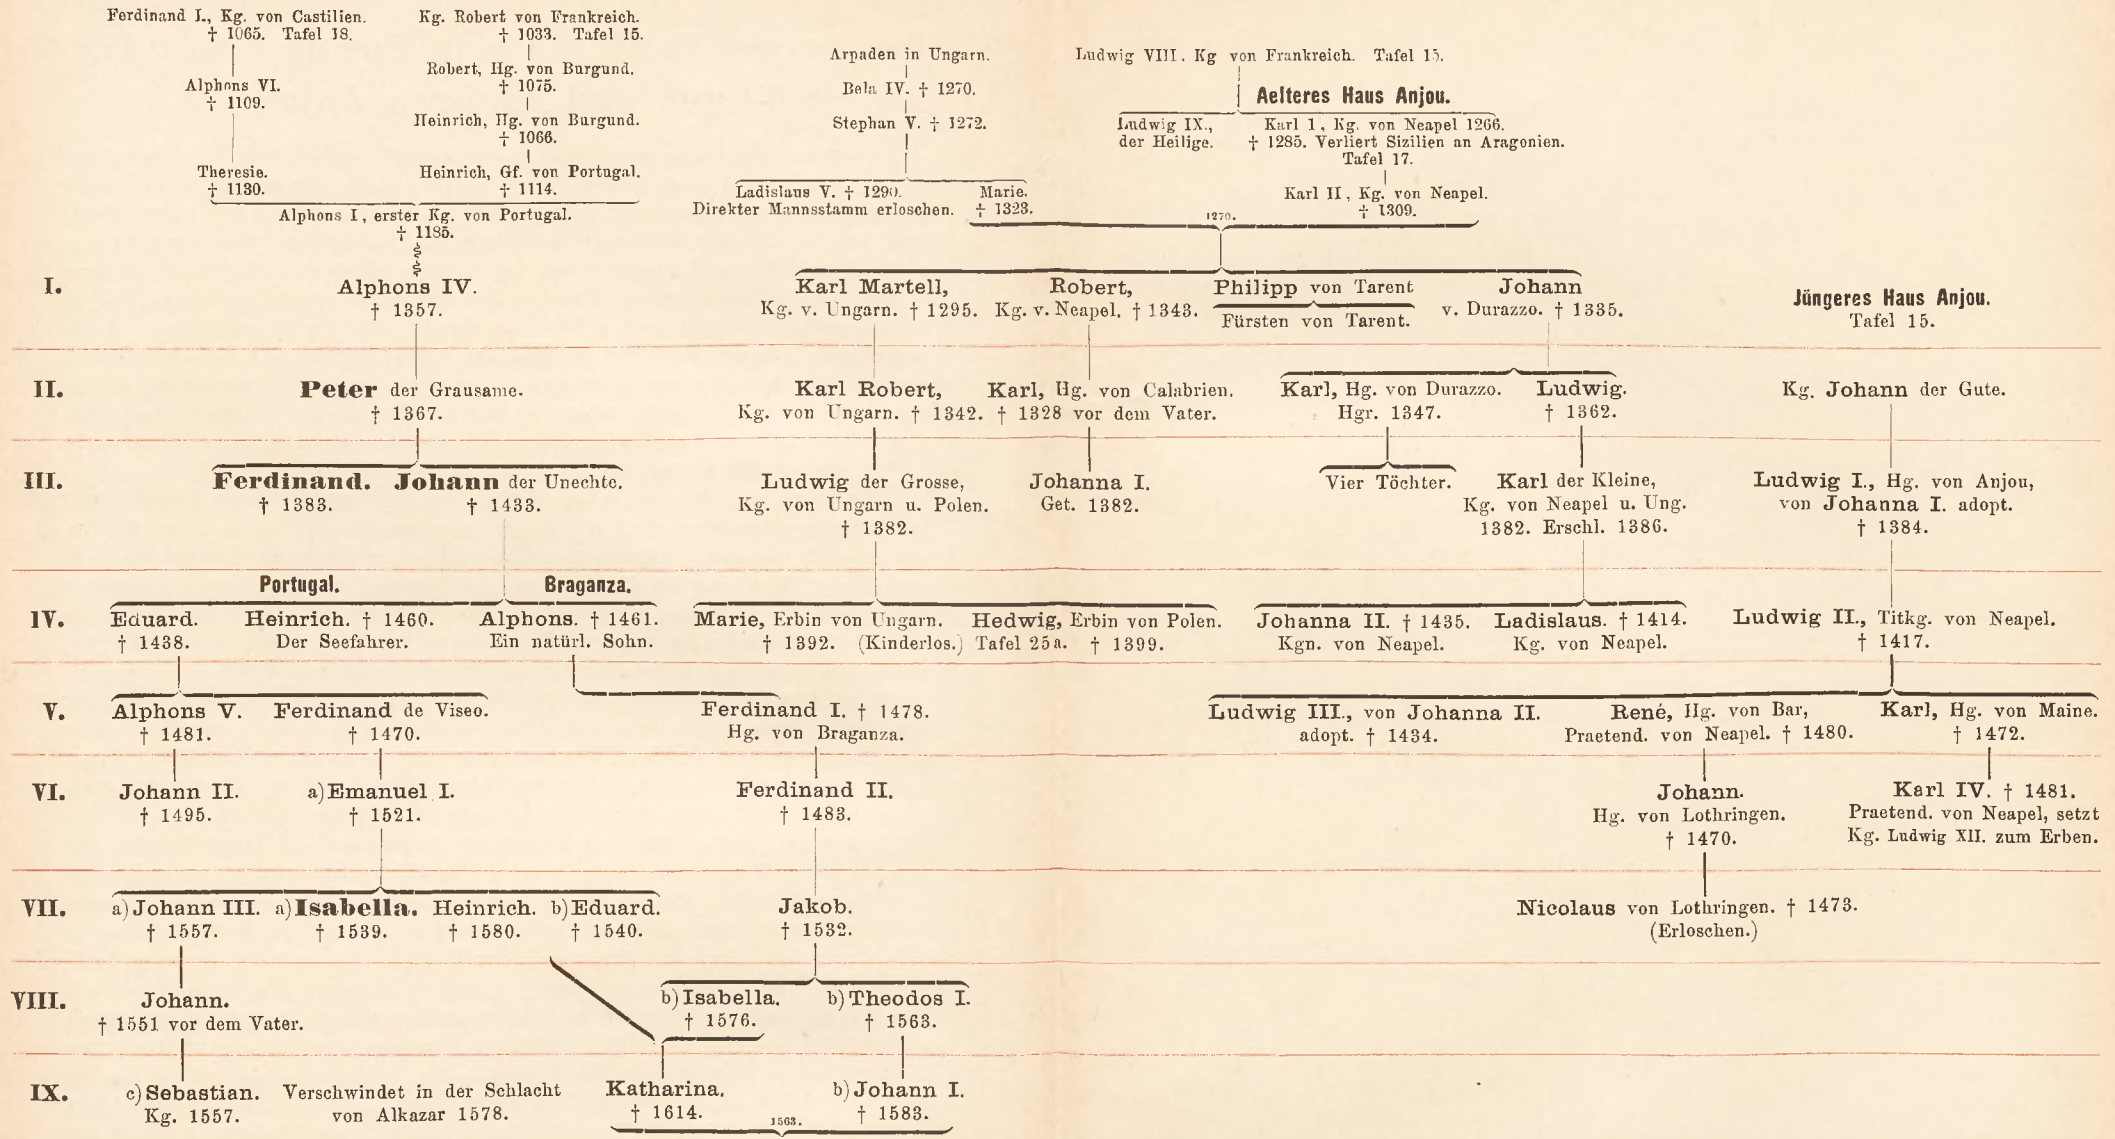 Ferdinand I., Kg. von Castilien.
† 1065. Tafel 18.
Alphons VI.
† 1109.
Theresie.
† 1130.
Kg. Robert von Frankreich.
† 1033. Tafel 15.
Robert, Hg. von Burgund.
† 1075.
Heinrich, Hg. von Burgund.
† 1066.
Heinrich, Gf. von Portugal.
† 1114.
Alphons I, erster Kg. von Portugal.
† 1185.
Arpaden in Ungarn.
Bela IV. † 1270.
Stephan V. † 1272.
Ladislaus V. † 1290.
Direkter Mannsstamm erloschen.
Marie.
† 1323.
Ludwig VIII. Kg von Frankreich. Tafel 15.
Aelteres Haus Anjou.
Ludwig IX.,
der Heilige.
Karl 1, Kg. von Neapel 1266.
† 1285. Verliert Sizilien an Aragonien.
Tafel 17.
Karl II, Kg. von Neapel.
† 1309.
1270.
I.
Alphons IV.
† 1357.
Karl Martell,
Kg. v. Ungarn. † 1295.
Robert,
Kg. v. Neapel, † 1343.
Philipp von Tarent
Fürsten von Tarent.
Johann
v. Durazzo. † 1335.
Jüngeres Haus Anjou.
Tafel 15.
II.
Peter der Grausame.
† 1367.
Karl Robert,
Kg. von Ungarn. † 1342.
Karl, Hg. von Calabrien.
† 1328 vor dem Vater.
Karl, Hg. von Durazzo.
Hgr. 1347.
Ludwig.
† 1362.
Kg. Johann der Gute.
III.
Ferdinand.
† 1383.
Johann der Unechte.
† 1433.
Ludwig der Grosse,
Kg. von Ungarn u. Polen.
† 1382.
Johanna I.
Get. 1382.
Vier Töchter.
Karl der Kleine,
Kg. von Neapel u. Ung.
1382. Erschl. 1386.
Ludwig I., Hg. von Anjou,
von Johanna I. adopt.
† 1384.
Portugal.
Braganza.
IV.
Eduard.
† 1438.
Heinrich. † 1460.
Der Seefahrer.
Alphons. † 1461.
Ein natürl. Sohn.
Marie, Erbin von Ungarn.
† 1392. (Kinderlos.)
Hedwig, Erbin von Polen.
Tafel 25a. † 1399.
Johanna II. † 1435.
Kgn. von Neapel.
Ladislaus. † 1414.
Kg. von Neapel.
Ludwig II., Titkg. von Neapel.
† 1417.
V.
Alphons V.
† 1481.
Ferdinand de Viseo.
† 1470.
Ferdinand I. † 1478.
Hg. von Braganza.
Ludwig III., von Johanna II.
adopt. † 1434.
René, Hg. von Bar,
Praetend. von Neapel. † 1480.
Karl, Hg. von Maine.
† 1472.
VI.
Johann II.
† 1495.
a) Emanuel I.
† 1521.
Ferdinand II.
† 1483.
Johann.
Hg. von Lothringen.
† 1470.
Karl IV. † 1481.
Praetend. von Neapel, setzt
Kg. Ludwig XII. zum Erben.
VII.
a) Johann III.
† 1557.
a) Isabella.
† 1539.
Heinrich.
† 1580.
b) Eduard.
† 1540.
Jakob.
† 1532.
Nicolaus von Lothringen. † 1473.
(Erloschen.)
VIII.
Johann.
† 1551 vor dem Vater.
b) Isabella.
† 1576.
b) Theodos I.
† 1563.
IX.
c) Sebastian.
Kg. 1557.
Verschwindet in der Schlacht
von Alkazar 1578.
Katharina.
† 1614.
b) Johann I.
† 1583.
1563.